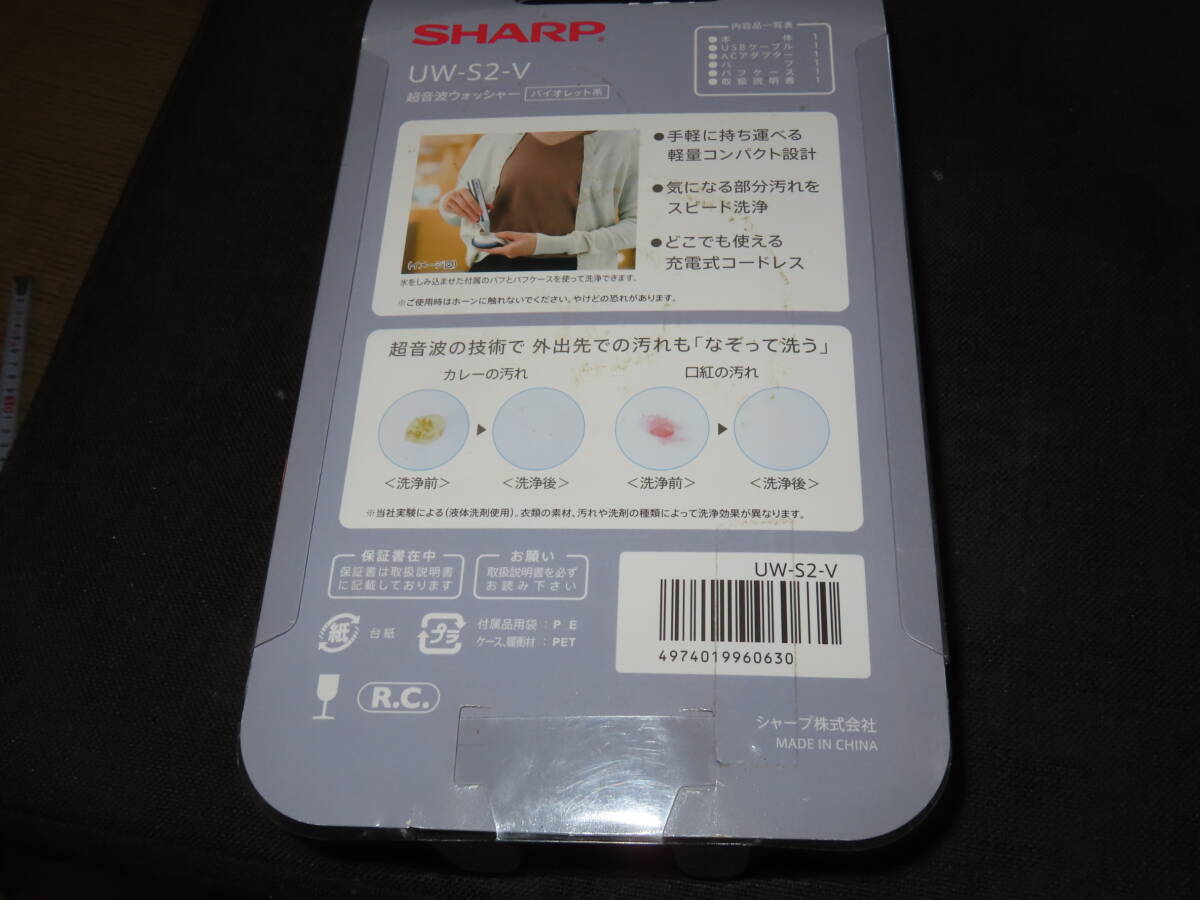 SHARP
UW-S2-V
超音波ウォッシャー バイオレット系
内容品一覧表
●本体 1
●USBケーブル 1
●ACアダプター 1
●パフ 1
●パフケース 1
●取扱説明書 1
●手軽に持ち運べる
軽量コンパクト設計
●気になる部分汚れを
スピード洗浄
●どこでも使える
充電式コードレス
(イメージ図)
水をしみ込ませた付属のパフとパフケースを使って洗浄できます。
※ご使用時はホーンに触れないでください。やけどの恐れがあります。
超音波の技術で 外出先での汚れも「なぞって洗う」
カレーの汚れ
口紅の汚れ
<洗浄前>
<洗浄後>
<洗浄前>
<洗浄後>
※当社実験による(液体洗剤使用)。衣類の素材、汚れや洗剤の種類によって洗浄効果が異なります。
保証書在中
保証書は取扱説明書
に記載しております
お願い
取扱説明書を必ず
お読み下さい
紙 台紙
プラ
付属品用袋:PE
ケース、緩衝材:PET
R.C.
UW-S2-V
4974019960630
シャープ株式会社
MADE IN CHINA